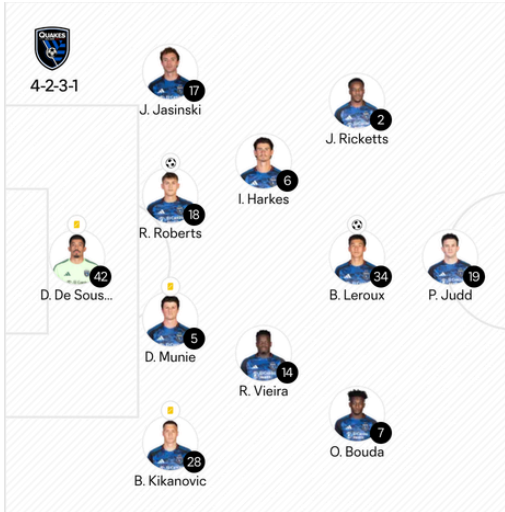 QUAKES
4-2-3-1
17
J. Jasinski
2
J. Ricketts
6
I. Harkes
18
R. Roberts
42
D. De Sous...
34
B. Leroux
19
P. Judd
5
D. Munie
14
R. Vieira
7
O. Bouda
28
B. Kikanovic